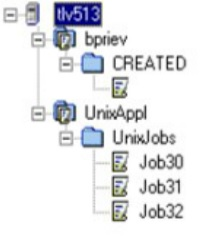 tlv513
bpriev
CREATED
UnixAppl
UnixJobs
Job30
Job31
Job32